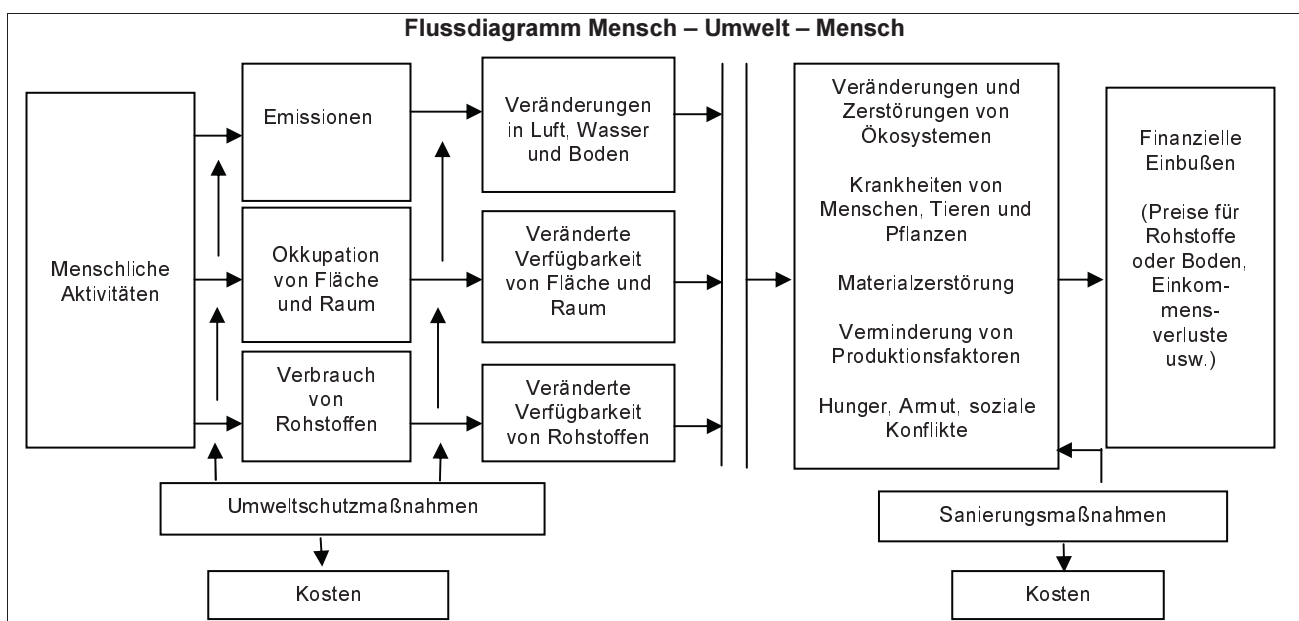 Flussdiagramm Mensch – Umwelt – Mensch
Menschliche
Aktivitäten
Emissionen
Okkupation
von Fläche
und Raum
Verbrauch
von
Rohstoffen
Veränderungen
in Luft, Wasser
und Boden
Veränderte
Verfügbarkeit
von Fläche und
Raum
Veränderte
Verfügbarkeit
von Rohstoffen
Veränderungen und
Zerstörungen von
Ökosystemen
Krankheiten von
Menschen, Tieren und
Pflanzen
Materialzerstörung
Verminderung von
Produktionsfaktoren
Hunger, Armut, soziale
Konflikte
Finanzielle
Einbußen
(Preise für
Rohstoffe
oder Boden,
Einkom-
mens-
verluste
usw.)
Umweltschutzmaßnahmen
Kosten
Sanierungsmaßnahmen
Kosten